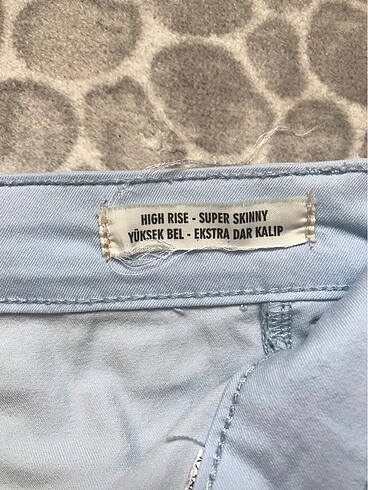 HIGH RISE - SUPER SKINNY
YÜKSEK BEL - EKSTRA DAR KALIP